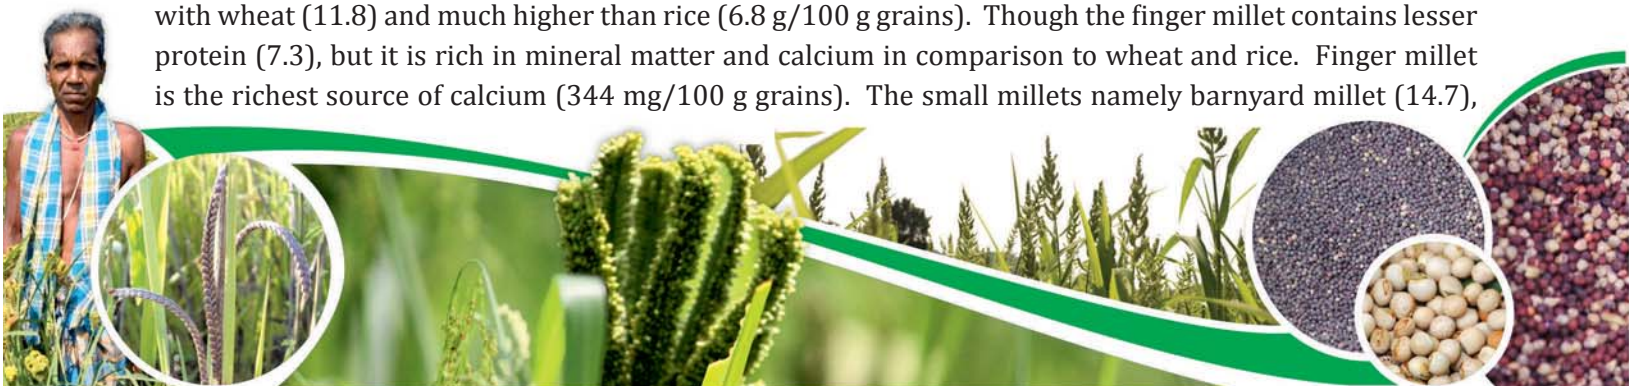 with wheat (11.8) and much higher than rice (6.8 g/100 g grains). Though the finger millet contains lesser
protein (7.3), but it is rich in mineral matter and calcium in comparison to wheat and rice. Finger millet
is the richest source of calcium (344 mg/100 g grains). The small millets namely barnyard millet (14.7),